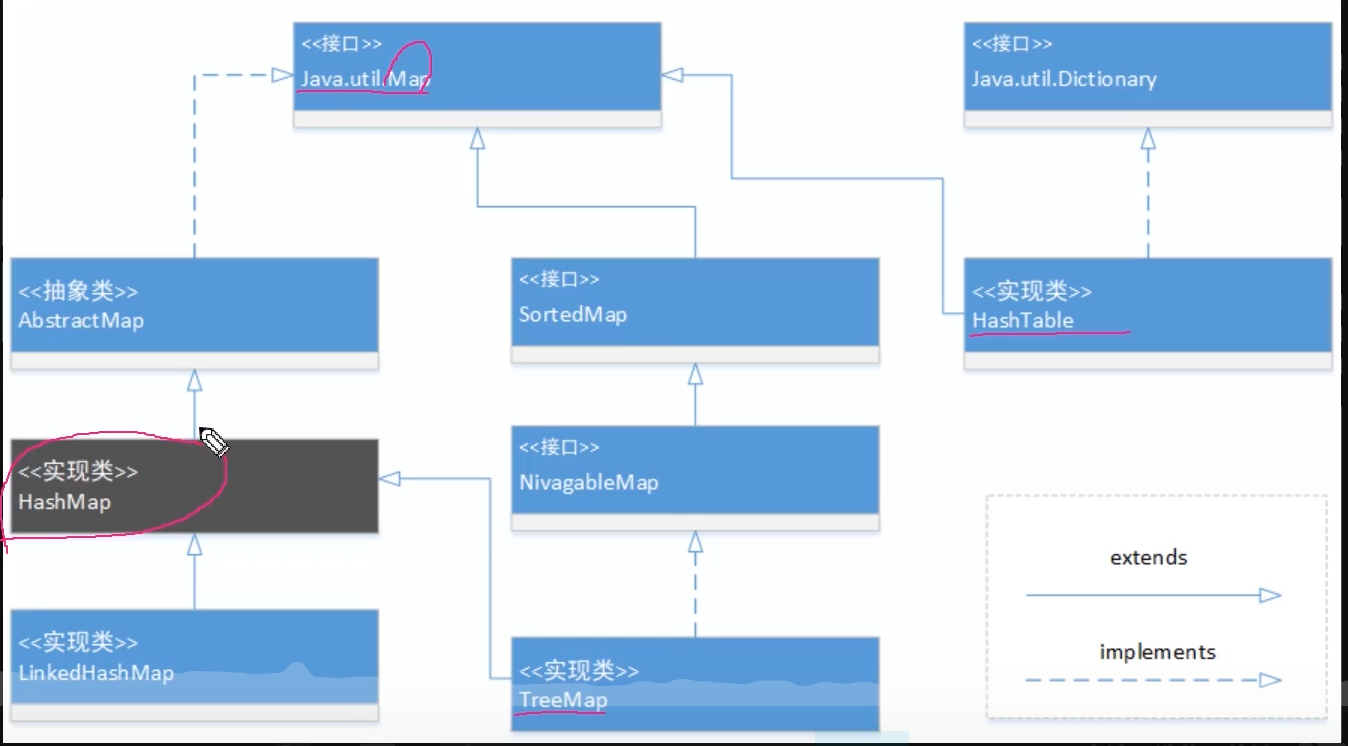 <<接口>>
Java.util.Map
<<接口>>
Java.util.Dictionary
<<抽象类>>
AbstractMap
<<接口>>
SortedMap
<<实现类>>
HashTable
<<实现类>>
HashMap
<<接口>>
NivagableMap
extends
implements
<<实现类>>
LinkedHashMap
<<实现类>>
TreeMap